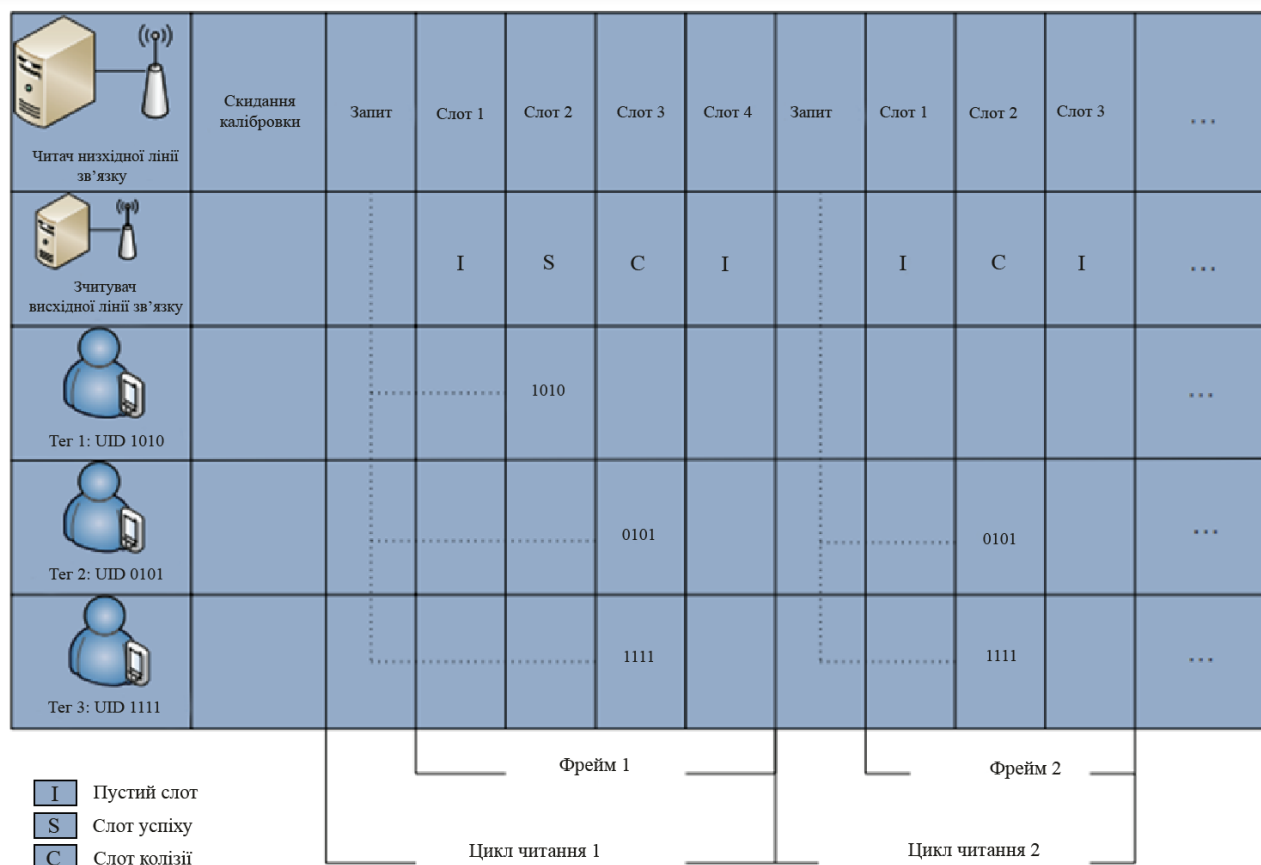 Скидання
калібровки
Запит
Слот 1
Слот 2
Слот 3
Слот 4
Запит
Слот 1
Слот 2
Слот 3
...
Читач низхідної лінії
зв’язку
I
S
C
I
I
C
I
...
Зчитувач
висхідної лінії зв’язку
1010
...
Тег 1: UID 1010
0101
0101
...
Тег 2: UID 0101
1111
1111
...
Тег 3: UID 1111
Фрейм 1
Фрейм 2
I Пустий слот
S Слот успіху
C Слот колізії
Цикл читання 1
Цикл читання 2